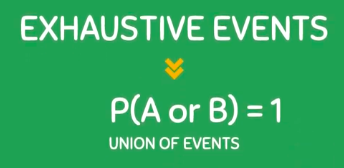 EXHAUSTIVE EVENTS
P(A or B) = 1
UNION OF EVENTS